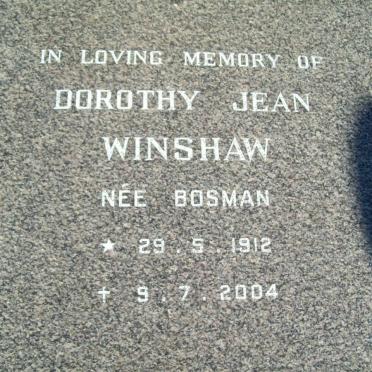 IN LOVING MEMORY OF
DOROTHY JEAN
WINSHAW
NÉE BOSMAN
★ 29.5.1912
† 9.7.2004